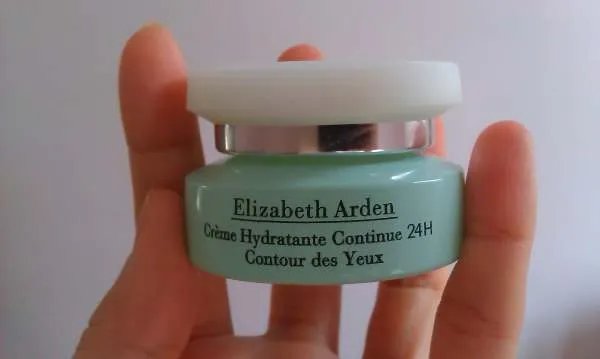 Elizabeth Arden
Crème Hydratante Continue 24H
Contour des Yeux